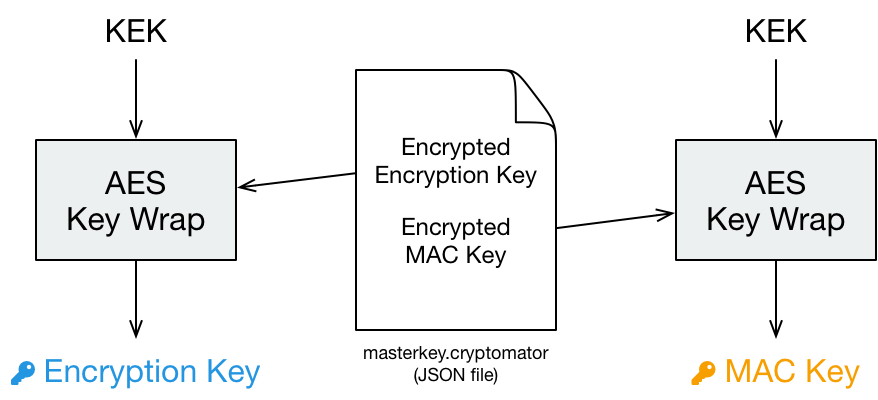 KEK
AES
Key Wrap
Encryption Key
Encrypted
Encryption Key
Encrypted
MAC Key
masterkey.cryptomator
(JSON file)
KEK
AES
Key Wrap
MAC Key